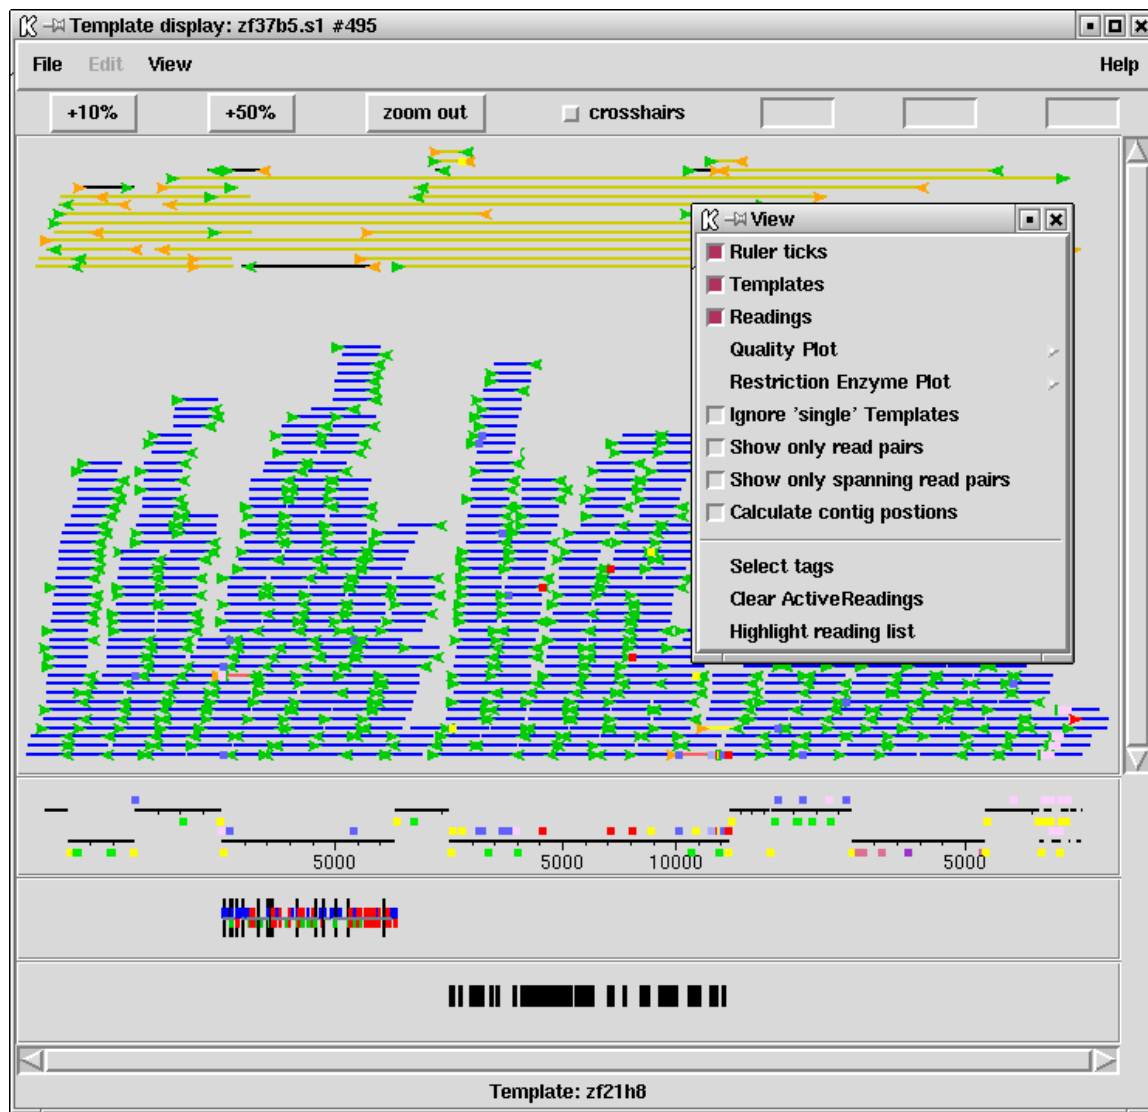 Template display: zf37b5.s1 #495
File Edit View Help
+10% +50% zoom out crosshairs
View
Ruler ticks
Templates
Readings
Quality Plot
Restriction Enzyme Plot
Ignore 'single' Templates
Show only read pairs
Show only spanning read pairs
Calculate contig postions
Select tags
Clear ActiveReadings
Highlight reading list
5000 5000 10000 5000
Template: zf21h8